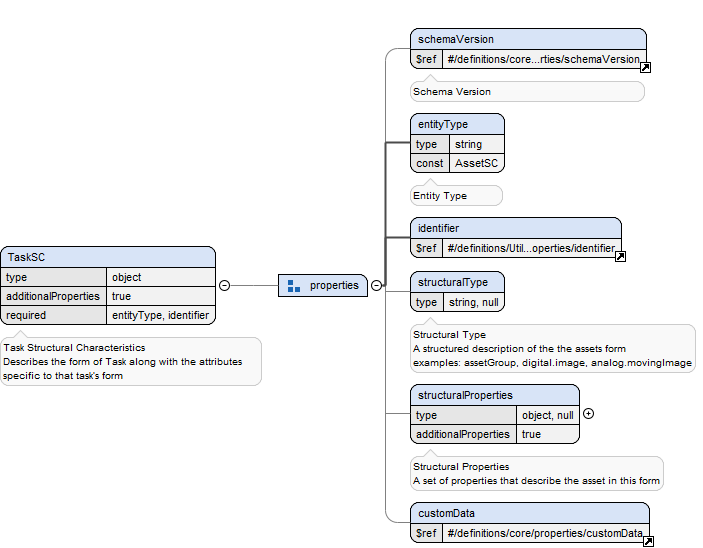 schemaVersion
$ref #/definitions/core...rties/schemaVersion
Schema Version
entityType
type string
const AssetSC
Entity Type
identifier
$ref #/definitions/Util...operties/identifier
TaskSC
type object
additionalProperties true
required entityType, identifier
Task Structural Characteristics
Describes the form of Task along with the attributes
specific to that task's form
properties
structuralType
type string, null
Structural Type
A structured description of the the assets form
examples: assetGroup, digital.image, analog.movingImage
structuralProperties
type object, null
additionalProperties true
Structural Properties
A set of properties that describe the asset in this form
customData
$ref #/definitions/core/properties/customData